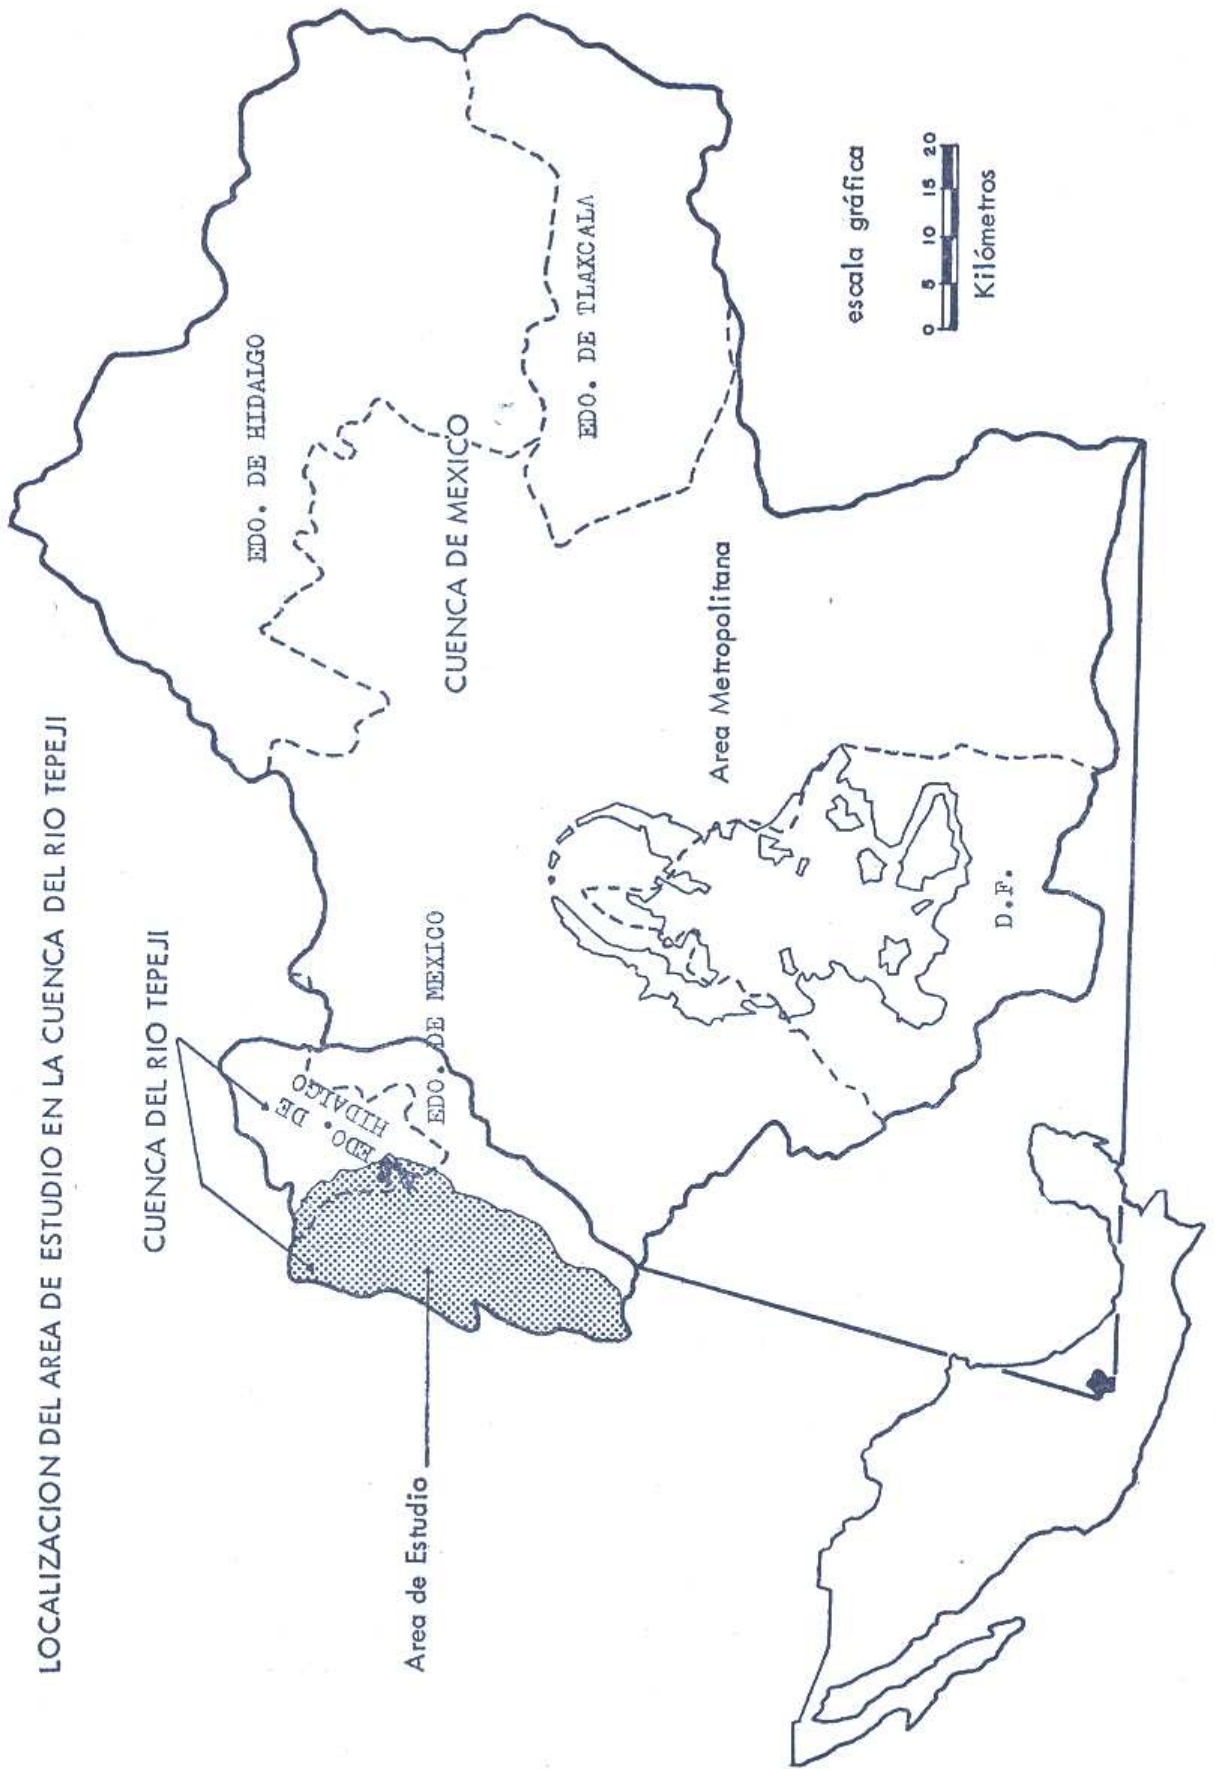 LOCALIZACION DEL AREA DE ESTUDIO EN LA CUENCA DEL RIO TEPEJI
CUENCA DEL RIO TEPEJI
EDO. DE HIDALGO
EDO. DE
HIDALGO
EDO. DE MEXICO
Area de Estudio
CUENCA DE MEXICO
EDO. DE TLAXCALA
Area Metropolitana
D.F.
escala gráfica
0 5 10 15 20
Kilómetros